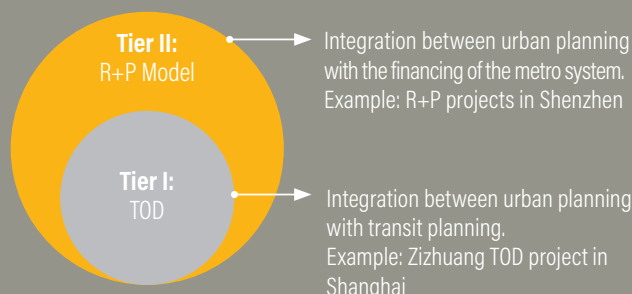 Tier II:
R+P Model
Integration between urban planning
with the financing of the metro system.
Example: R+P projects in Shenzhen
Tier I:
TOD
Integration between urban planning
with transit planning.
Example: Zizhuang TOD project in
Shanghai